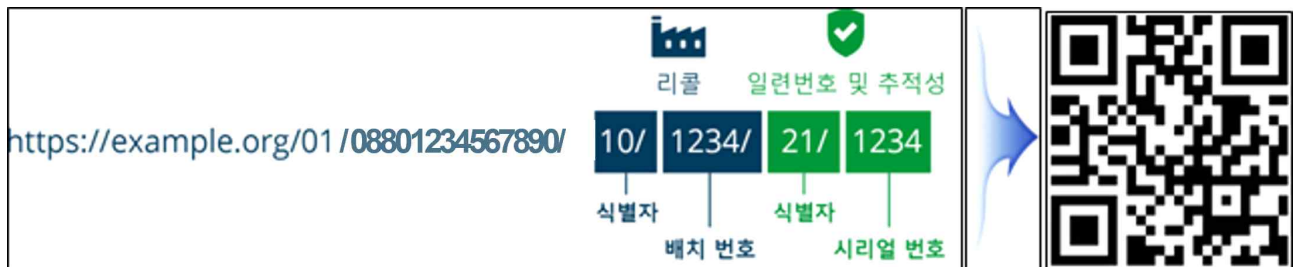 리콜 일련번호 및 추적성
https://example.org/01/08801234567890/ 10/ 1234/ 21/ 1234
식별자 식별자
배치 번호 시리얼 번호